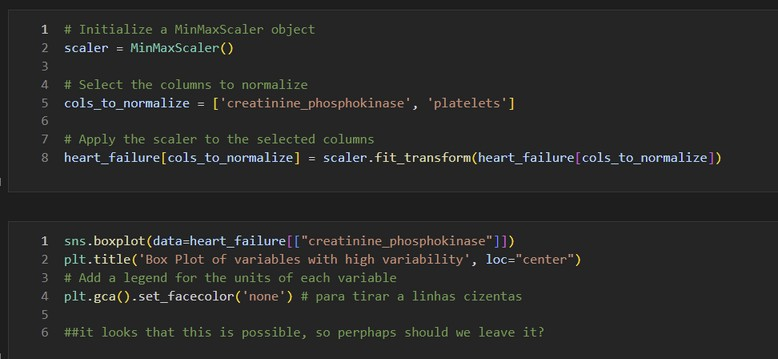 1 # Initialize a MinMaxScaler object
2 scaler = MinMaxScaler()
3
4 # Select the columns to normalize
5 cols_to_normalize = ['creatinine_phosphokinase', 'platelets']
6
7 # Apply the scaler to the selected columns
8 heart_failure[cols_to_normalize] = scaler.fit_transform(heart_failure[cols_to_normalize])
1 sns.boxplot(data=heart_failure[["creatinine_phosphokinase"]])
2 plt.title('Box Plot of variables with high variability', loc="center")
3 # Add a legend for the units of each variable
4 plt.gca().set_facecolor('none') # para tirar a linhas cizentas
5
6 ##it looks that this is possible, so perphaps should we leave it?